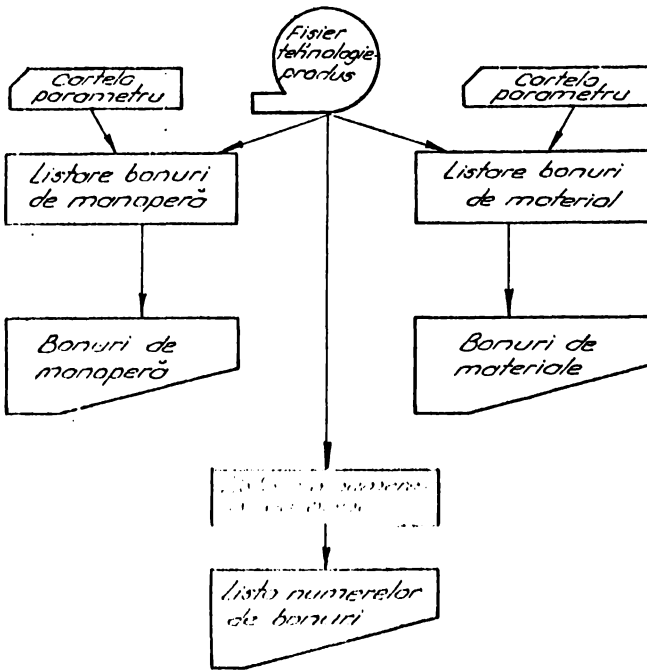 Fisier
tehnologie-
produs
Cartela
parametru
Cartela
parametru
Listare bonuri
de manoperă
Listare bonuri
de material
Bonuri de
manoperă
Bonuri de
materiale
Lista numerelor
de bonuri